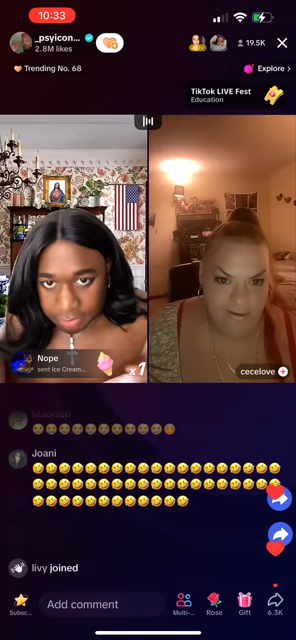 10:33
_psyicon...
2.8M likes
19.5K
Trending No. 68
Explore >
TikTok LIVE Fest
Education
Nope
sent Ice Cream...
x1
cecelove
Madison
Joani
livy joined
Subsc...
Add comment
Multi-...
Rose
Gift
6.3K